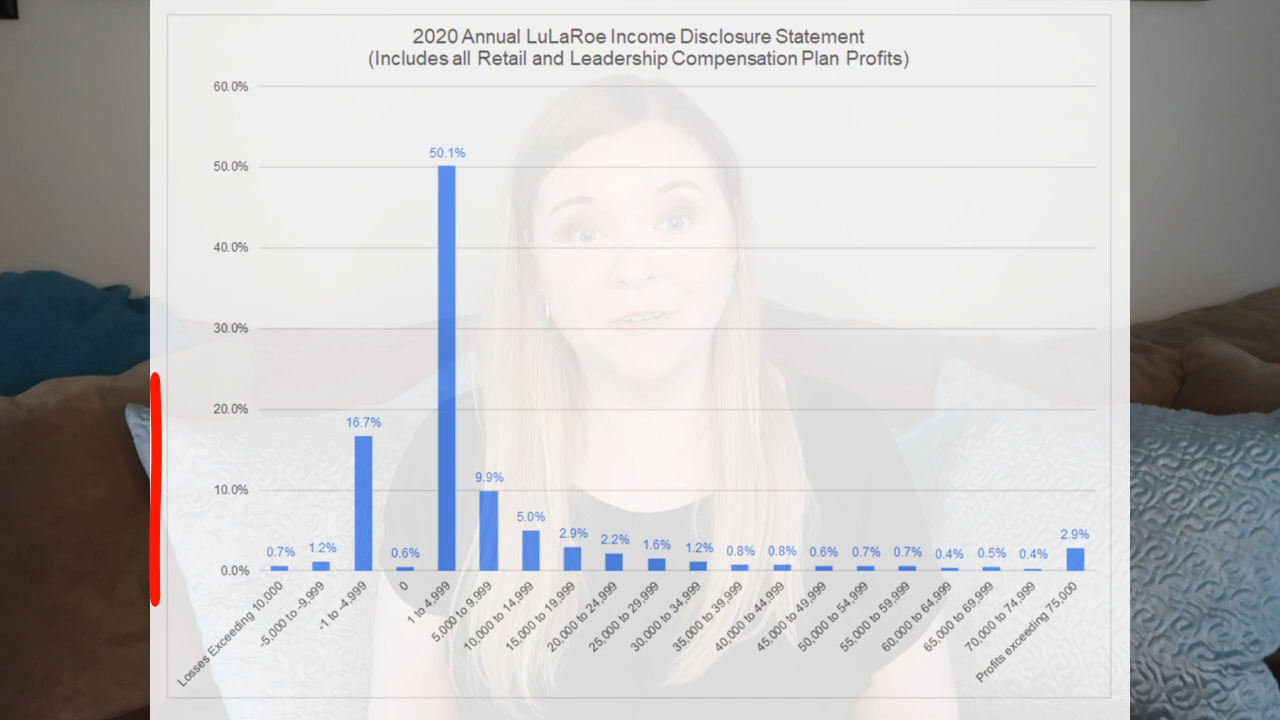 2020 Annual LuLaRoe Income Disclosure Statement
(Includes all Retail and Leadership Compensation Plan Profits)
60.0%
50.0%
40.0%
30.0%
20.0%
10.0%
0.0%
0.7%
1.2%
16.7%
0.6%
50.1%
9.9%
5.0%
2.9%
2.2%
1.6%
1.2%
0.8%
0.8%
0.6%
0.7%
0.7%
0.4%
0.5%
0.4%
2.9%
Losses Exceeding 10,000
-5,000 to -9,999
-1 to -4,999
0
1 to 4,999
5,000 to 9,999
10,000 to 14,999
15,000 to 19,999
20,000 to 24,999
25,000 to 29,999
30,000 to 34,999
35,000 to 39,999
40,000 to 44,999
45,000 to 49,999
50,000 to 54,999
55,000 to 59,999
60,000 to 64,999
65,000 to 69,999
70,000 to 74,999
Profits exceeding 75,000